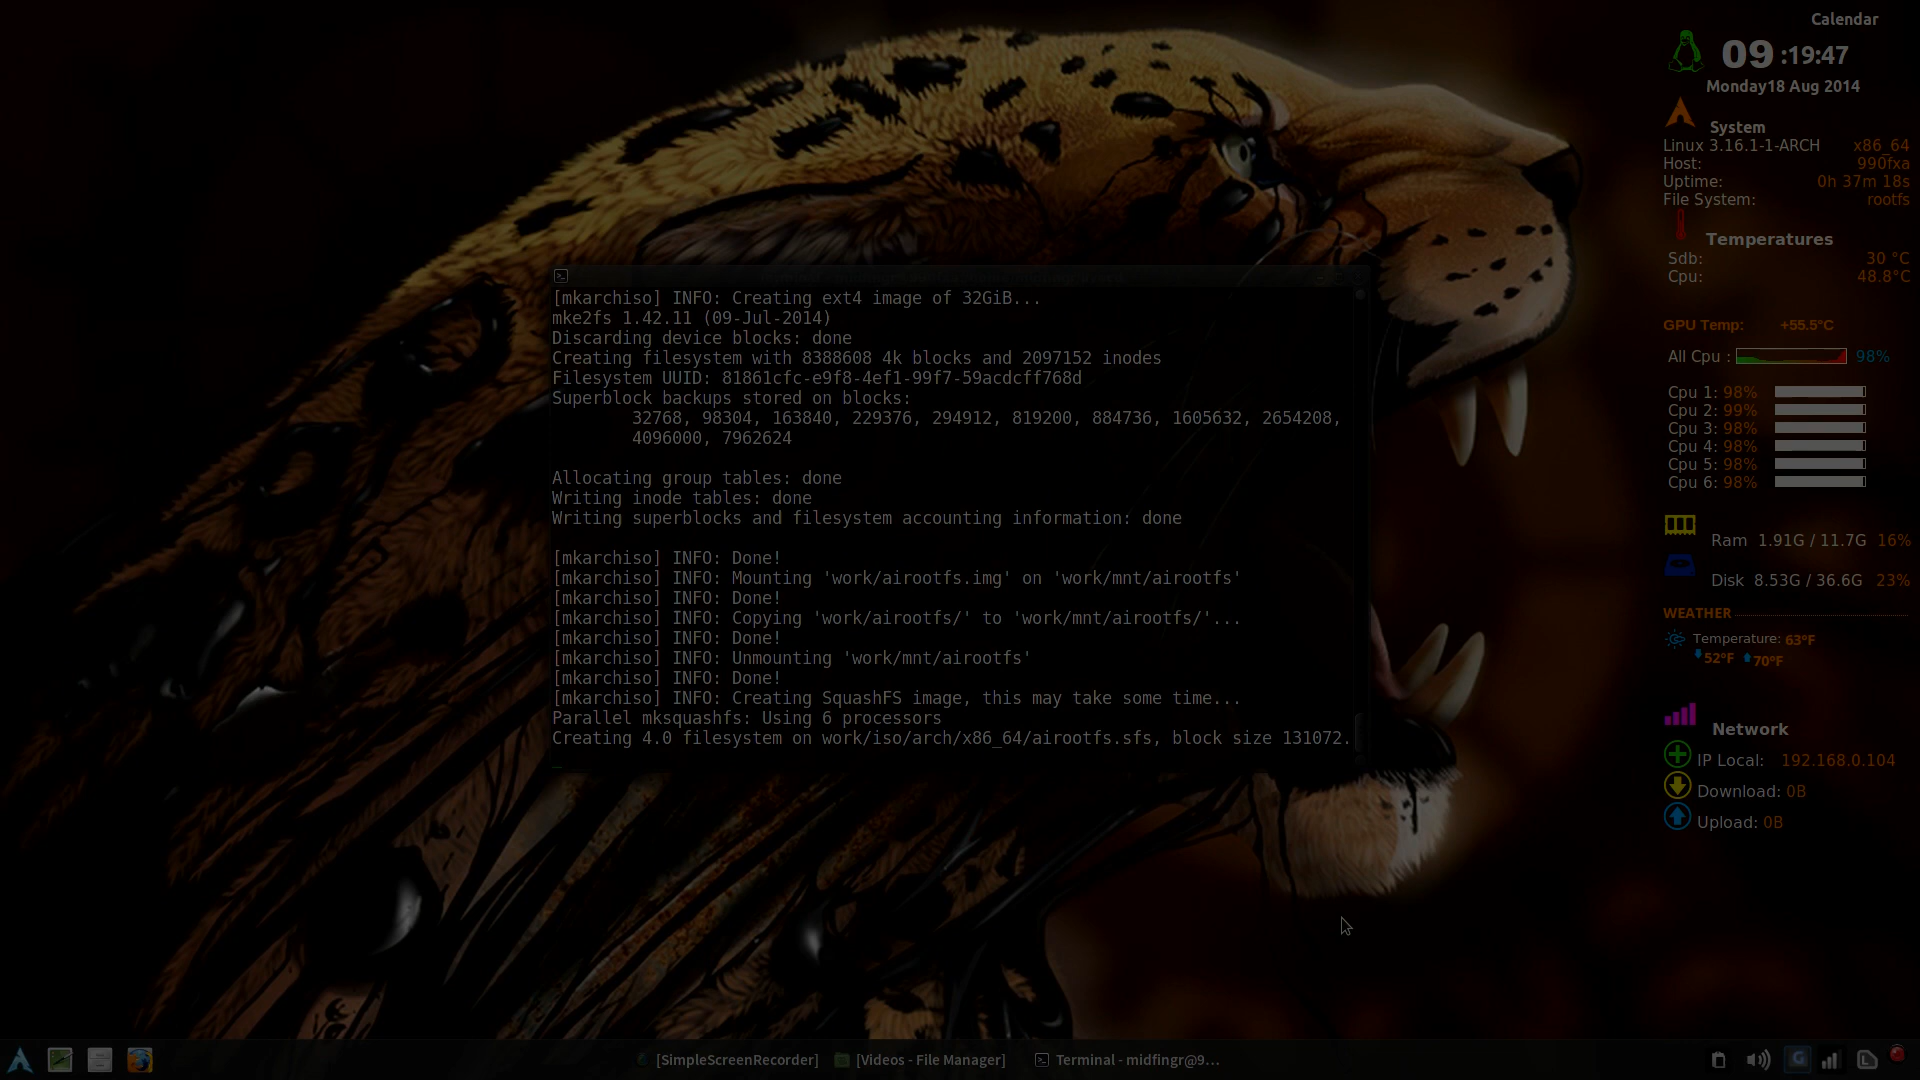 [mkarchiso] INFO: Creating ext4 image of 32GiB...
mke2fs 1.42.11 (09-Jul-2014)
Discarding device blocks: done
Creating filesystem with 8388608 4k blocks and 2097152 inodes
Filesystem UUID: 81861cfc-e9f8-4ef1-99f7-59acdcff768d
Superblock backups stored on blocks:
32768, 98304, 163840, 229376, 294912, 819200, 884736, 1605632, 2654208,
4096000, 7962624
Allocating group tables: done
Writing inode tables: done
Writing superblocks and filesystem accounting information: done
[mkarchiso] INFO: Done!
[mkarchiso] INFO: Mounting 'work/airootfs.img' on 'work/mnt/airootfs'
[mkarchiso] INFO: Done!
[mkarchiso] INFO: Copying 'work/airootfs/' to 'work/mnt/airootfs/'...
[mkarchiso] INFO: Done!
[mkarchiso] INFO: Unmounting 'work/mnt/airootfs'
[mkarchiso] INFO: Done!
[mkarchiso] INFO: Creating SquashFS image, this may take some time...
Parallel mksquashfs: Using 6 processors
Creating 4.0 filesystem on work/iso/arch/x86_64/airootfs.sfs, block size 131072.
Calendar
09 :19:47
Monday18 Aug 2014
System
Linux 3.16.1-1-ARCH x86_64
Host: 990fxa
Uptime: 0h 37m 18s
File System: rootfs
Temperatures
Sdb: 30 °C
Cpu: 48.8°C
GPU Temp: +55.5°C
All Cpu : 98%
Cpu 1: 98%
Cpu 2: 99%
Cpu 3: 98%
Cpu 4: 98%
Cpu 5: 98%
Cpu 6: 98%
Ram 1.91G / 11.7G 16%
Disk 8.53G / 36.6G 23%
WEATHER
Temperature: 63°F
52°F 70°F
Network
IP Local: 192.168.0.104
Download: 0B
Upload: 0B
[SimpleScreenRecorder] [Videos - File Manager] Terminal - midfingr@9...